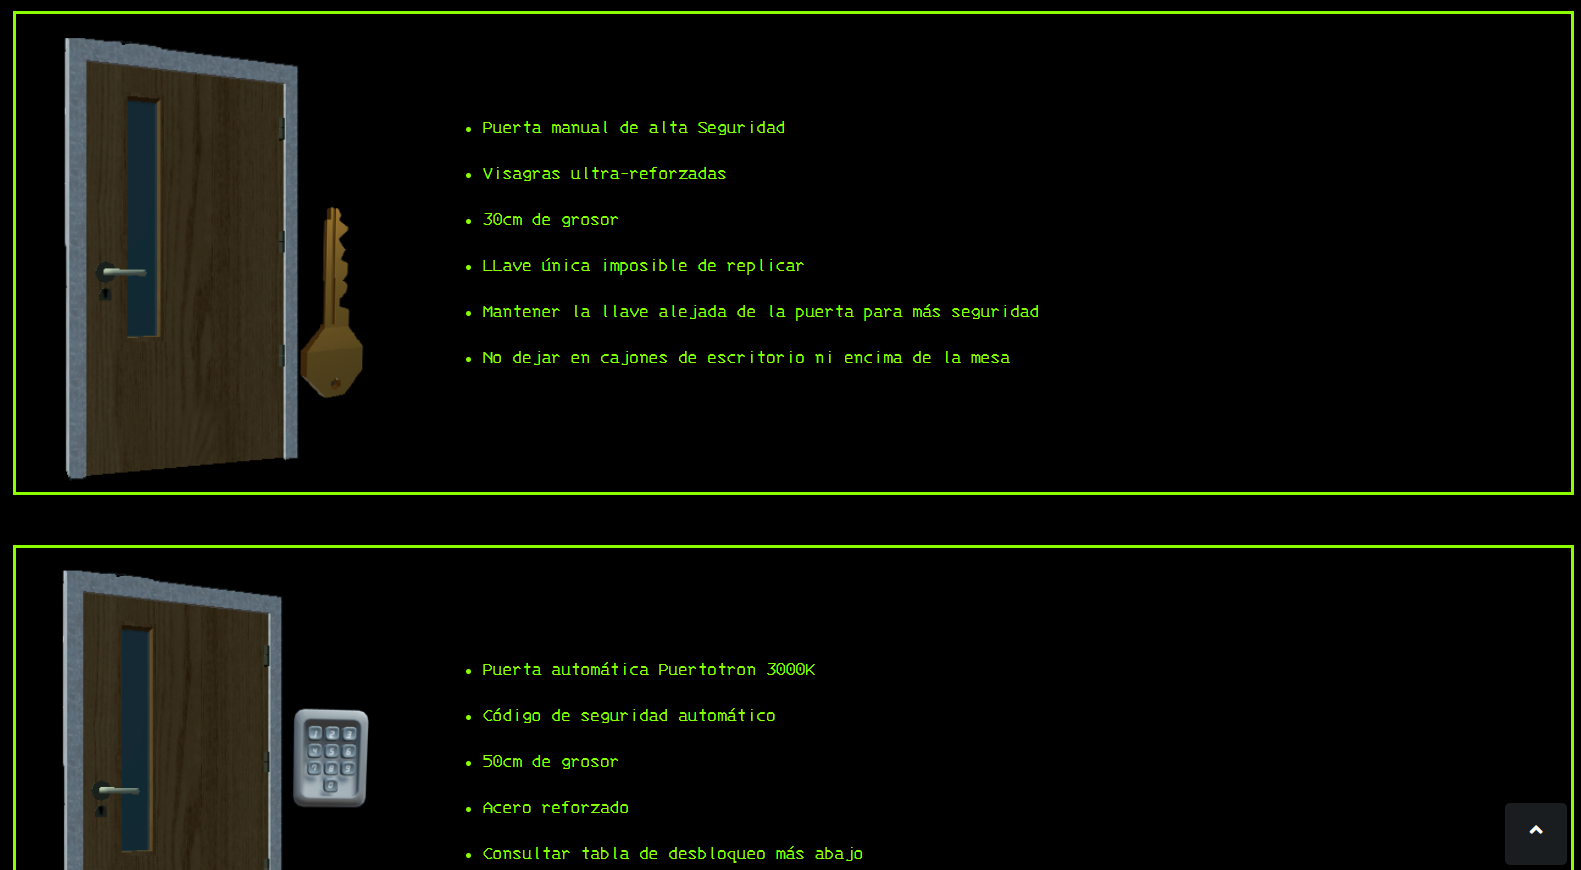 Puerta manual de alta Seguridad
Visagras ultra-reforzadas
30cm de grosor
LLave única imposible de replicar
Mantener la llave alejada de la puerta para más seguridad
No dejar en cajones de escritorio ni encima de la mesa
Puerta automática Puertotron 3000K
Código de seguridad automático
50cm de grosor
Acero reforzado
Consultar tabla de desbloqueo más abajo